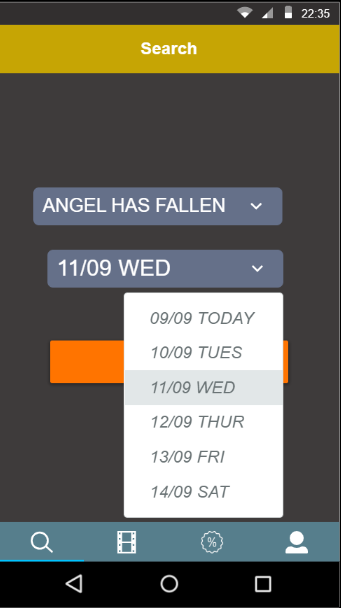 22:35
Search
ANGEL HAS FALLEN
11/09 WED
09/09 TODAY
10/09 TUES
11/09 WED
12/09 THUR
13/09 FRI
14/09 SAT
%